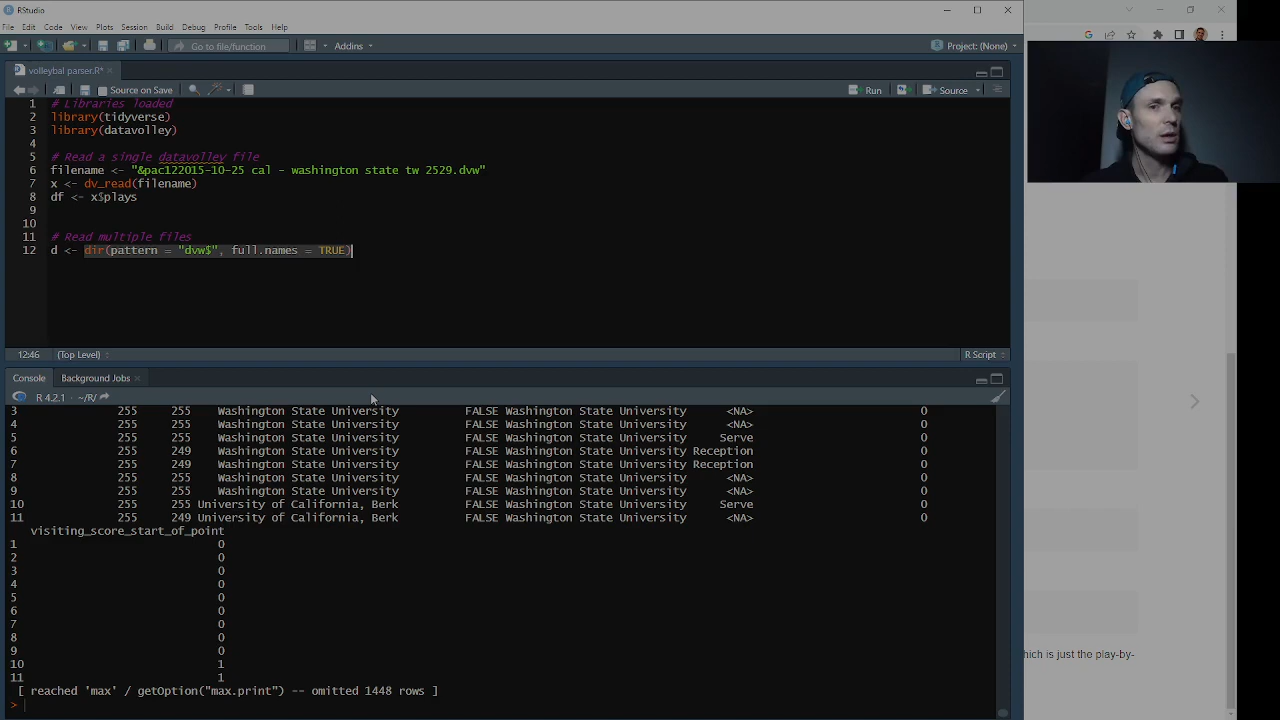 RStudio
File Edit Code View Plots Session Build Debug Profile Tools Help
Go to file/function
Addins
Project: (None)
volleybal parser.R*
Source on Save
Run
Source
1 # Libraries loaded
2 library(tidyverse)
3 library(datavolley)
4
5 # Read a single datavolley file
6 filename <- "&pac122015-10-25 cal - washington state tw 2529.dvw"
7 x <- dv_read(filename)
8 df <- x$plays
9
10
11 # Read multiple files
12 d <- dir(pattern = "dvw$", full.names = TRUE)
12:46 (Top Level) R Script
Console Background Jobs
R 4.2.1 · ~/R/
3 255 255 Washington State University FALSE Washington State University <NA> 0
4 255 255 Washington State University FALSE Washington State University <NA> 0
5 255 255 Washington State University FALSE Washington State University Serve 0
6 255 249 Washington State University FALSE Washington State University Reception 0
7 255 249 Washington State University FALSE Washington State University Reception 0
8 255 255 Washington State University FALSE Washington State University <NA> 0
9 255 255 Washington State University FALSE Washington State University <NA> 0
10 255 255 University of California, Berk FALSE Washington State University Serve 0
11 255 249 University of California, Berk FALSE Washington State University <NA> 0
visiting_score_start_of_point
1 0
2 0
3 0
4 0
5 0
6 0
7 0
8 0
9 0
10 1
11 1
[ reached 'max' / getOption("max.print") -- omitted 1448 rows ]
>
hich is just the play-by-